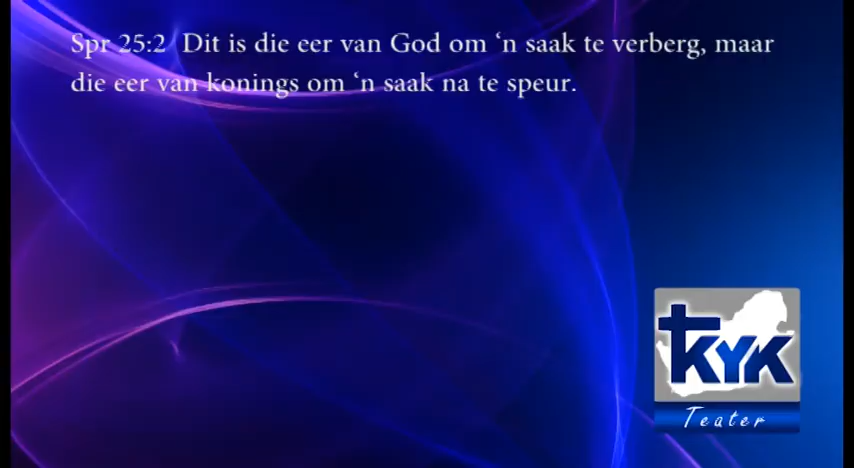 Spr 25:2  Dit is die eer van God om ‘n saak te verberg, maar
die eer van konings om ‘n saak na te speur.
KYK
Teater